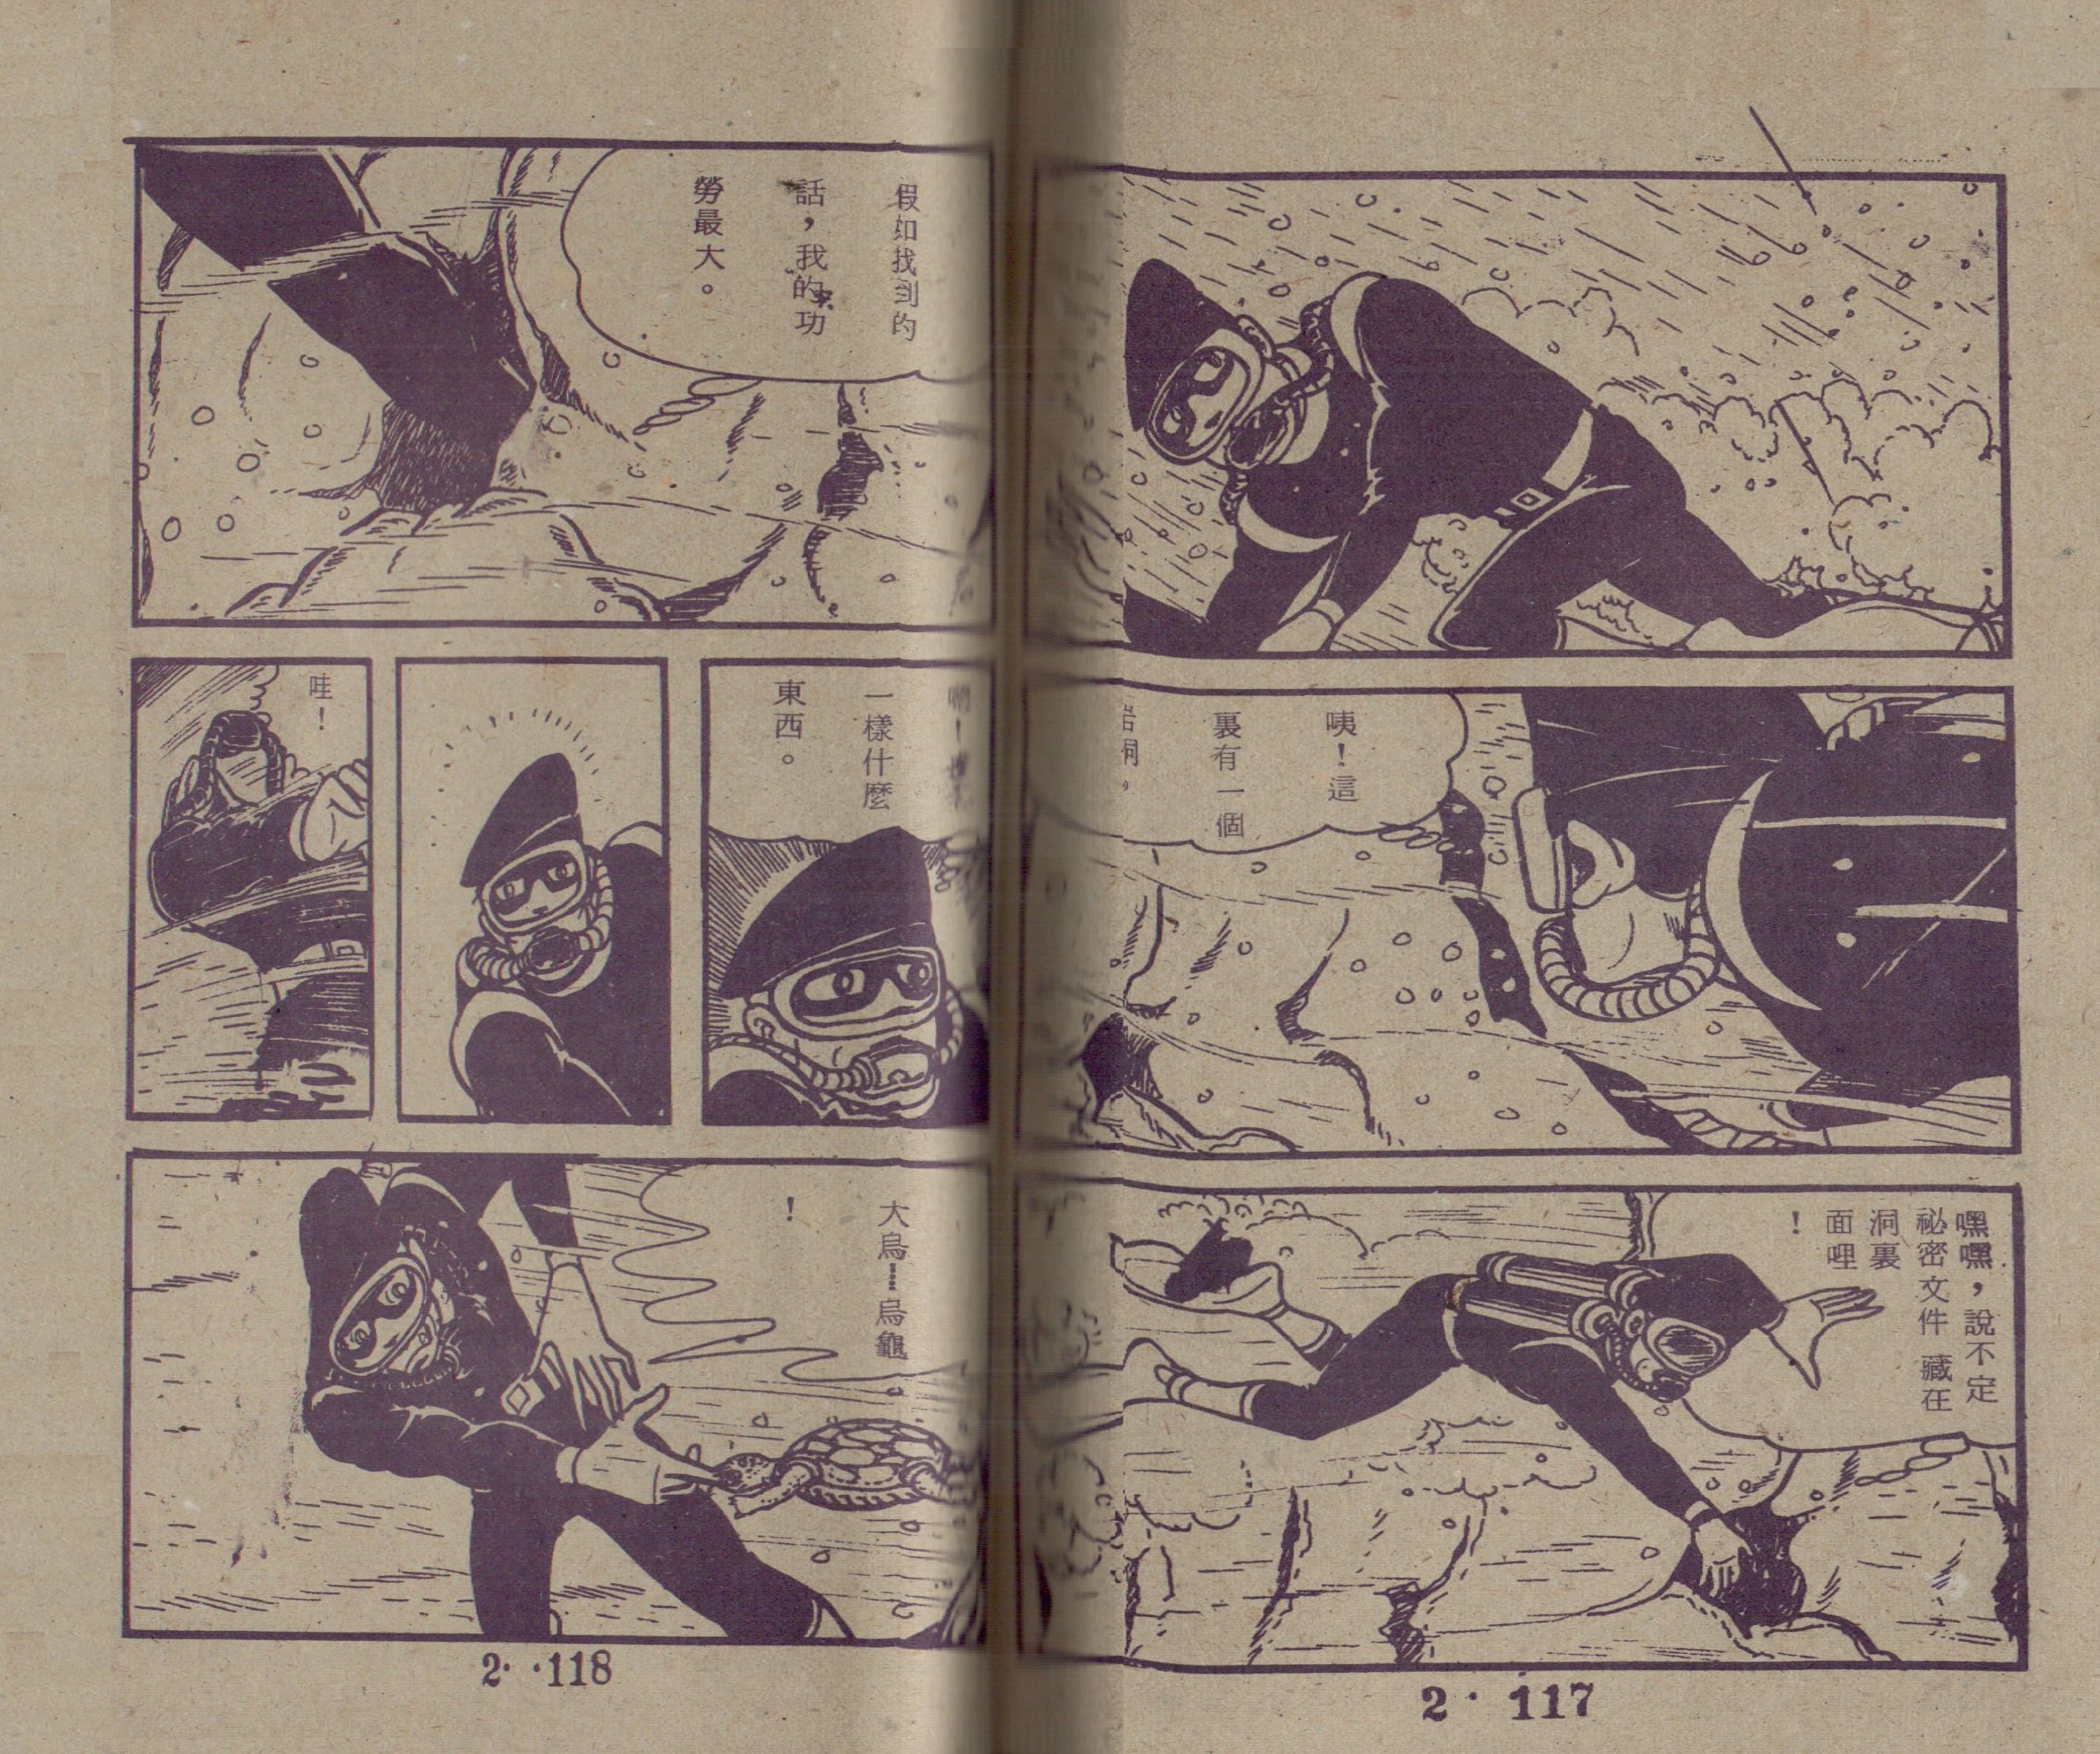 咦！這
裏有一個
岩洞。
嘿嘿，說不定
祕密文件 藏在
洞裏
面哩
！
2・117
假如找到的
話，我的功
勞最大。
一樣什麼
東西。
哇！
大烏⁞烏龜
！
2・・118